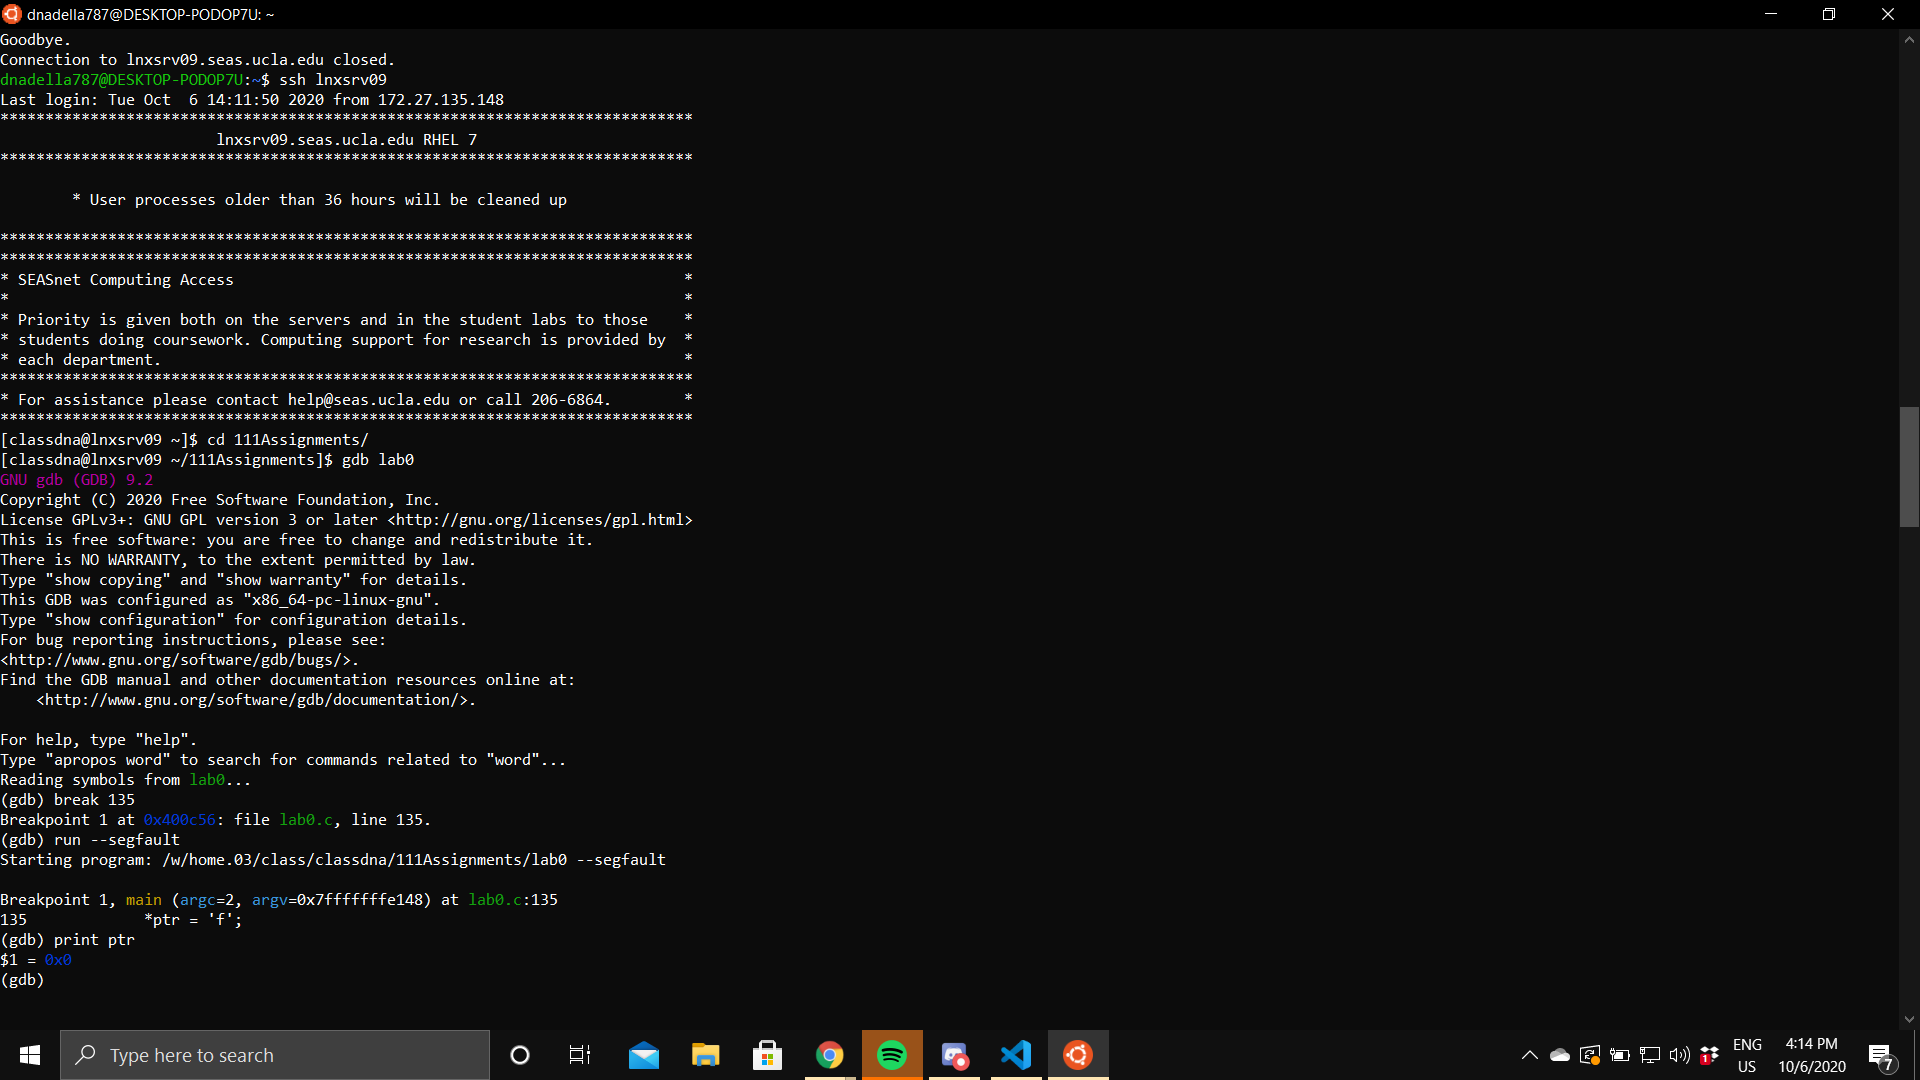 dnadella787@DESKTOP-PODOP7U: ~
Goodbye.
Connection to lnxsrv09.seas.ucla.edu closed.
dnadella787@DESKTOP-PODOP7U:~$ ssh lnxsrv09
Last login: Tue Oct  6 14:11:50 2020 from 172.27.135.148
*****************************************************************************
                        lnxsrv09.seas.ucla.edu RHEL 7
*****************************************************************************
        * User processes older than 36 hours will be cleaned up
*****************************************************************************
*****************************************************************************
* SEASnet Computing Access                                                  *
*                                                                           *
* Priority is given both on the servers and in the student labs to those    *
* students doing coursework. Computing support for research is provided by  *
* each department.                                                          *
*****************************************************************************
* For assistance please contact help@seas.ucla.edu or call 206-6864.        *
*****************************************************************************
[classdna@lnxsrv09 ~]$ cd 111Assignments/
[classdna@lnxsrv09 ~/111Assignments]$ gdb lab0
GNU gdb (GDB) 9.2
Copyright (C) 2020 Free Software Foundation, Inc.
License GPLv3+: GNU GPL version 3 or later <http://gnu.org/licenses/gpl.html>
This is free software: you are free to change and redistribute it.
There is NO WARRANTY, to the extent permitted by law.
Type "show copying" and "show warranty" for details.
This GDB was configured as "x86_64-pc-linux-gnu".
Type "show configuration" for configuration details.
For bug reporting instructions, please see:
<http://www.gnu.org/software/gdb/bugs/>.
Find the GDB manual and other documentation resources online at:
    <http://www.gnu.org/software/gdb/documentation/>.
For help, type "help".
Type "apropos word" to search for commands related to "word"...
Reading symbols from lab0...
(gdb) break 135
Breakpoint 1 at 0x400c56: file lab0.c, line 135.
(gdb) run --segfault
Starting program: /w/home.03/class/classdna/111Assignments/lab0 --segfault
Breakpoint 1, main (argc=2, argv=0x7fffffffe148) at lab0.c:135
135             *ptr = 'f';
(gdb) print ptr
$1 = 0x0
(gdb)
Type here to search
1
ENG
US
4:14 PM
10/6/2020
7